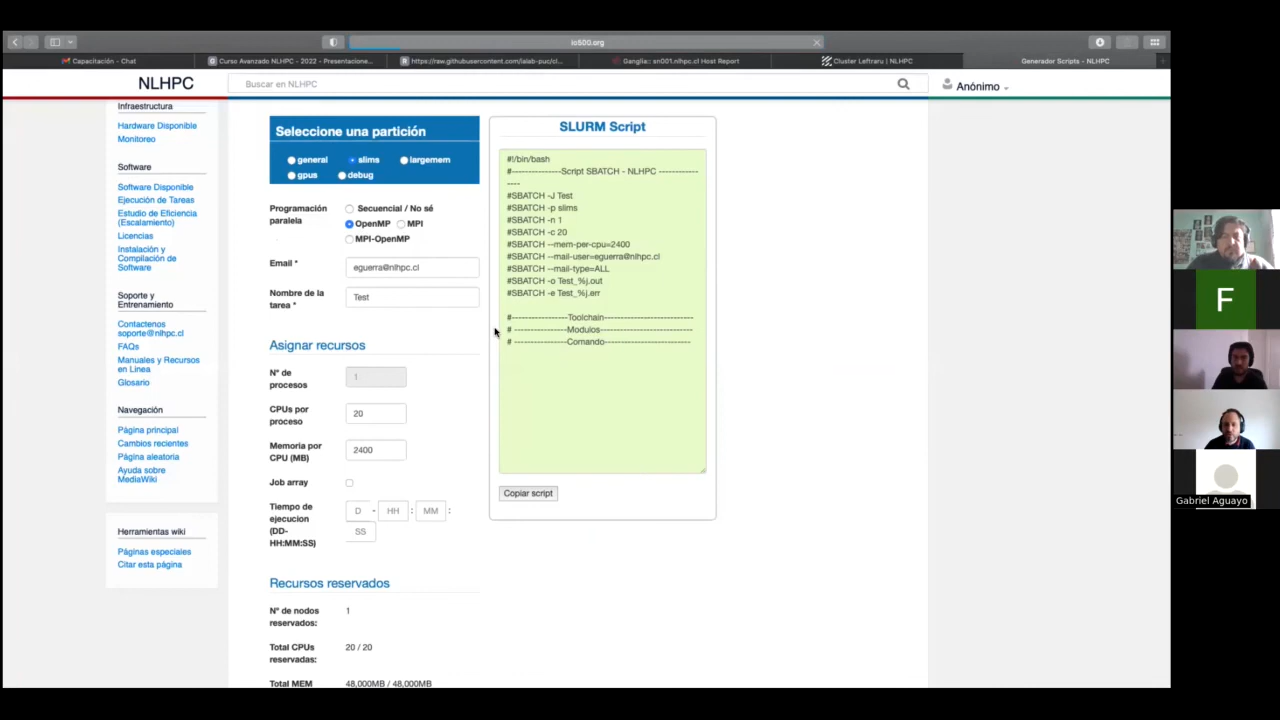 io500.org
Capacitación - Chat
Curso Avanzado NLHPC - 2022 - Presentacione...
https://raw.githubusercontent.com/lalab-puc/cl...
Ganglia:: sn001.nlhpc.cl Host Report
Cluster Leftraru | NLHPC
Generador Scripts - NLHPC
NLHPC
Buscar en NLHPC
Anónimo
Infraestructura
Hardware Disponible
Monitoreo
Software
Software Disponible
Ejecución de Tareas
Estudio de Eficiencia
(Escalamiento)
Licencias
Instalación y
Compilación de
Software
Soporte y
Entrenamiento
Contactenos
soporte@nlhpc.cl
FAQs
Manuales y Recursos
en Linea
Glosario
Navegación
Página principal
Cambios recientes
Página aleatoria
Ayuda sobre
MediaWiki
Herramientas wiki
Páginas especiales
Citar esta página
Seleccione una partición
general slims largemem
gpus debug
Programación
paralela
Secuencial / No sé
OpenMP MPI
MPI-OpenMP
Email *
eguerra@nlhpc.cl
Nombre de la
tarea *
Test
Asignar recursos
N° de
procesos
1
CPUs por
proceso
20
Memoria por
CPU (MB)
2400
Job array
Tiempo de
ejecucion
(DD-
HH:MM:SS)
D - HH : MM :
SS
Recursos reservados
N° de nodos
reservados:
1
Total CPUs
reservadas:
20 / 20
Total MEM
48,000MB / 48,000MB
SLURM Script
#!/bin/bash
#---------------Script SBATCH - NLHPC ------------
----
#SBATCH -J Test
#SBATCH -p slims
#SBATCH -n 1
#SBATCH -c 20
#SBATCH --mem-per-cpu=2400
#SBATCH --mail-user=eguerra@nlhpc.cl
#SBATCH --mail-type=ALL
#SBATCH -o Test_%j.out
#SBATCH -e Test_%j.err
#-----------------Toolchain---------------------------
# ----------------Modulos----------------------------
# ----------------Comando--------------------------
Copiar script
F
Gabriel Aguayo